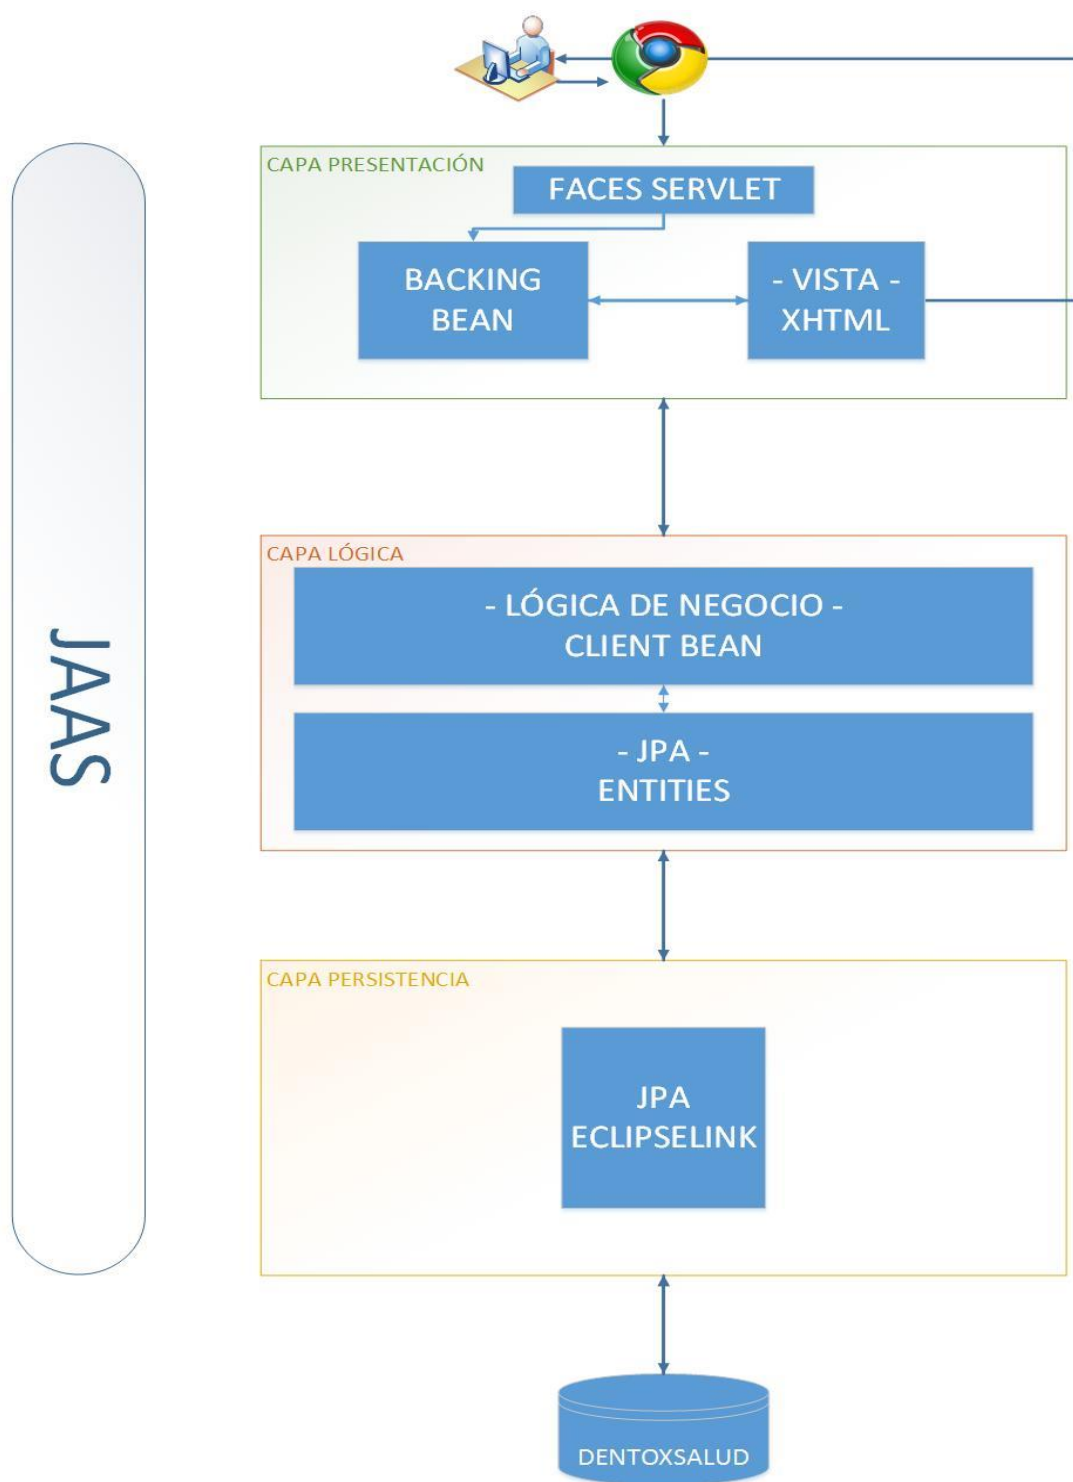 CAPA PRESENTACIÓN
FACES SERVLET
BACKING
BEAN
- VISTA -
XHTML
JAAS
CAPA LÓGICA
- LÓGICA DE NEGOCIO -
CLIENT BEAN
- JPA -
ENTITIES
CAPA PERSISTENCIA
JPA
ECLIPSELINK
DENTOXSALUD